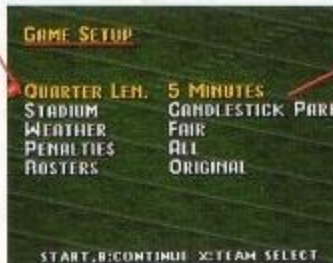 GAME SETUP
QUARTER LEN. 5 MINUTES
STADIUM CANDLESTICK PARK
WEATHER FAIR
PENALTIES ALL
ROSTERS ORIGINAL
START,B:CONTINUE X:TEAM SELECT